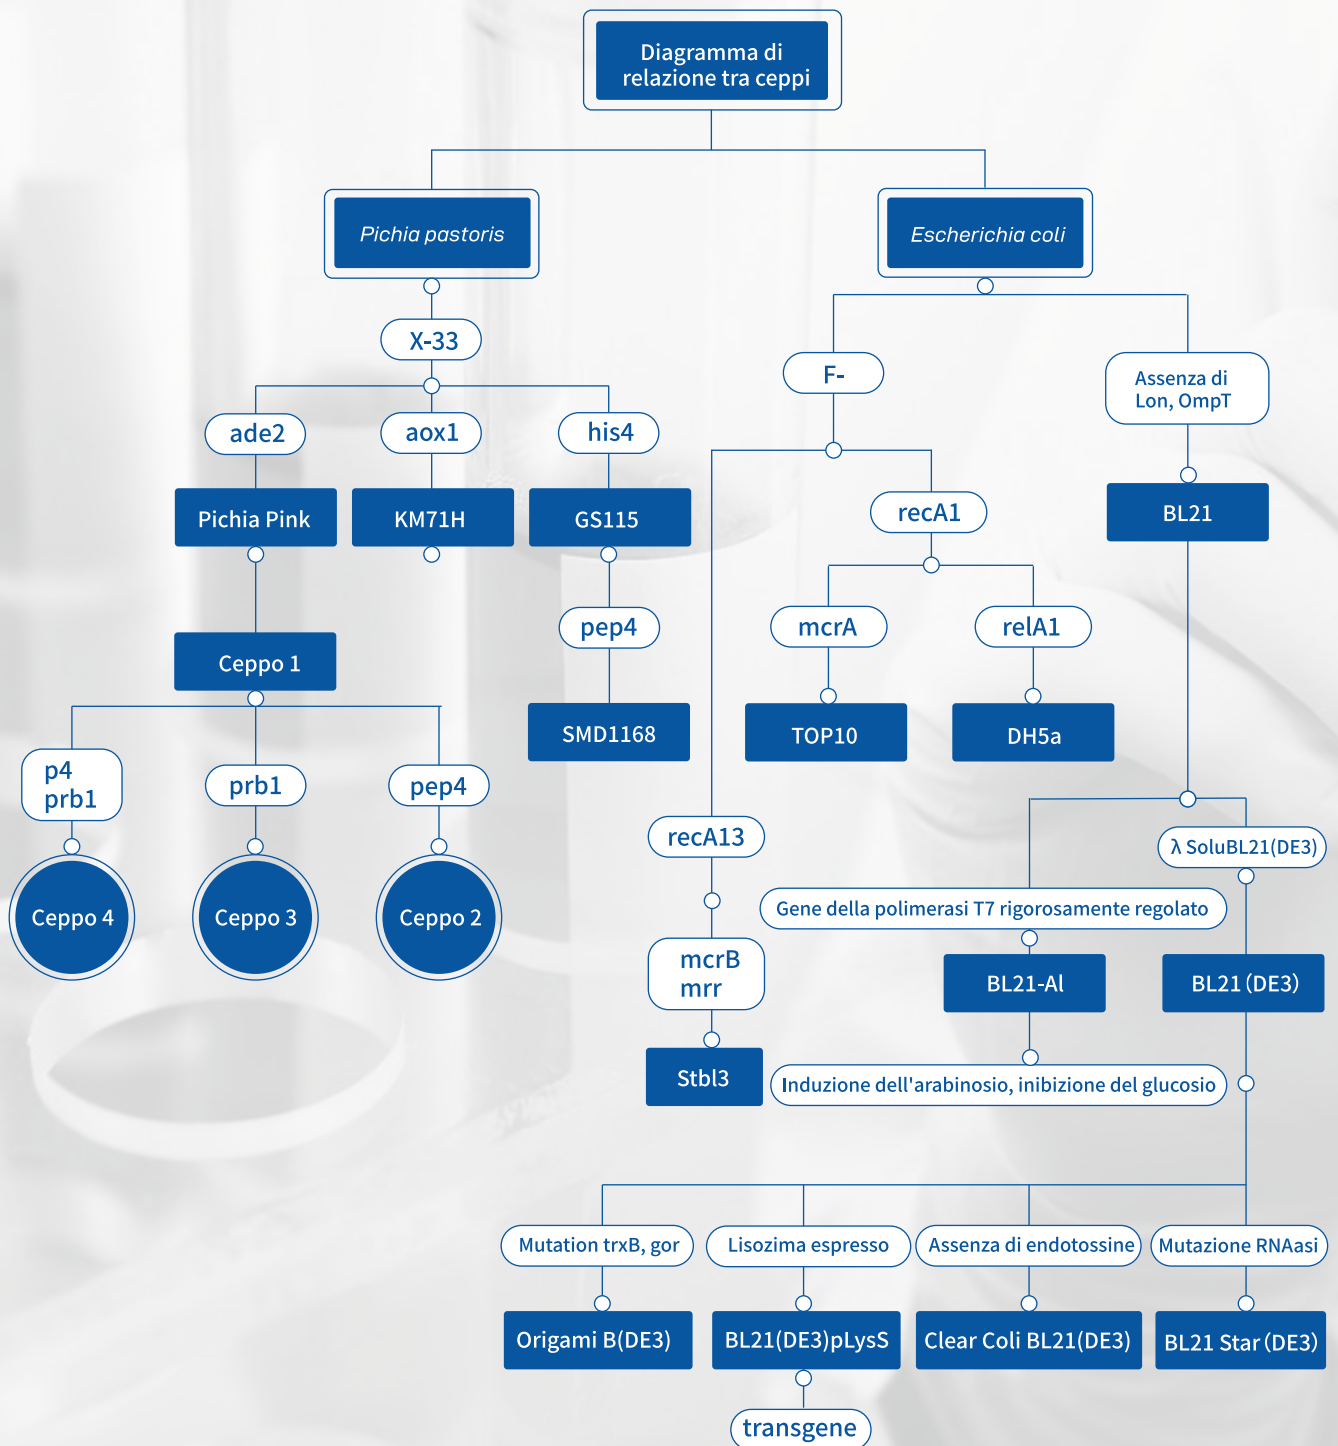 Diagramma di
relazione tra ceppi
Pichia pastoris
Escherichia coli
X-33
F-
Assenza di
Lon, OmpT
ade2
aox1
his4
Pichia Pink
KM71H
GS115
recA1
BL21
pep4
mcrA
relA1
Ceppo 1
SMD1168
TOP10
DH5a
p4
prb1
prb1
pep4
recA13
λ SoluBL21(DE3)
Ceppo 4
Ceppo 3
Ceppo 2
Gene della polimerasi T7 rigorosamente regolato
mcrB
mrr
BL21-Al
BL21(DE3)
Stbl3
Induzione dell'arabinosio, inibizione del glucosio
Mutation trxB, gor
Lisozima espresso
Assenza di endotossine
Mutazione RNAasi
Origami B(DE3)
BL21(DE3)pLysS
Clear Coli BL21(DE3)
BL21 Star(DE3)
transgene